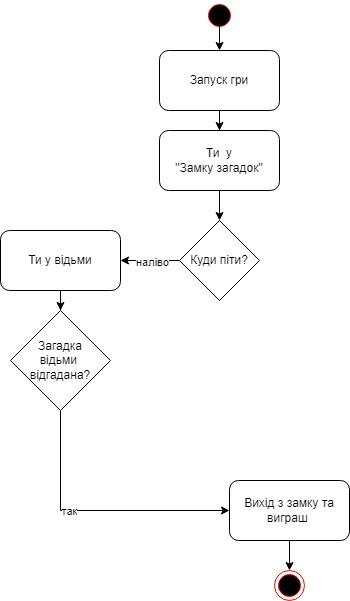 Запуск гри
Ти у
"Замку загадок"
Куди піти?
наліво
Ти у відьми
Загадка
відьми
відгадана?
так
Вихід з замку та
виграш